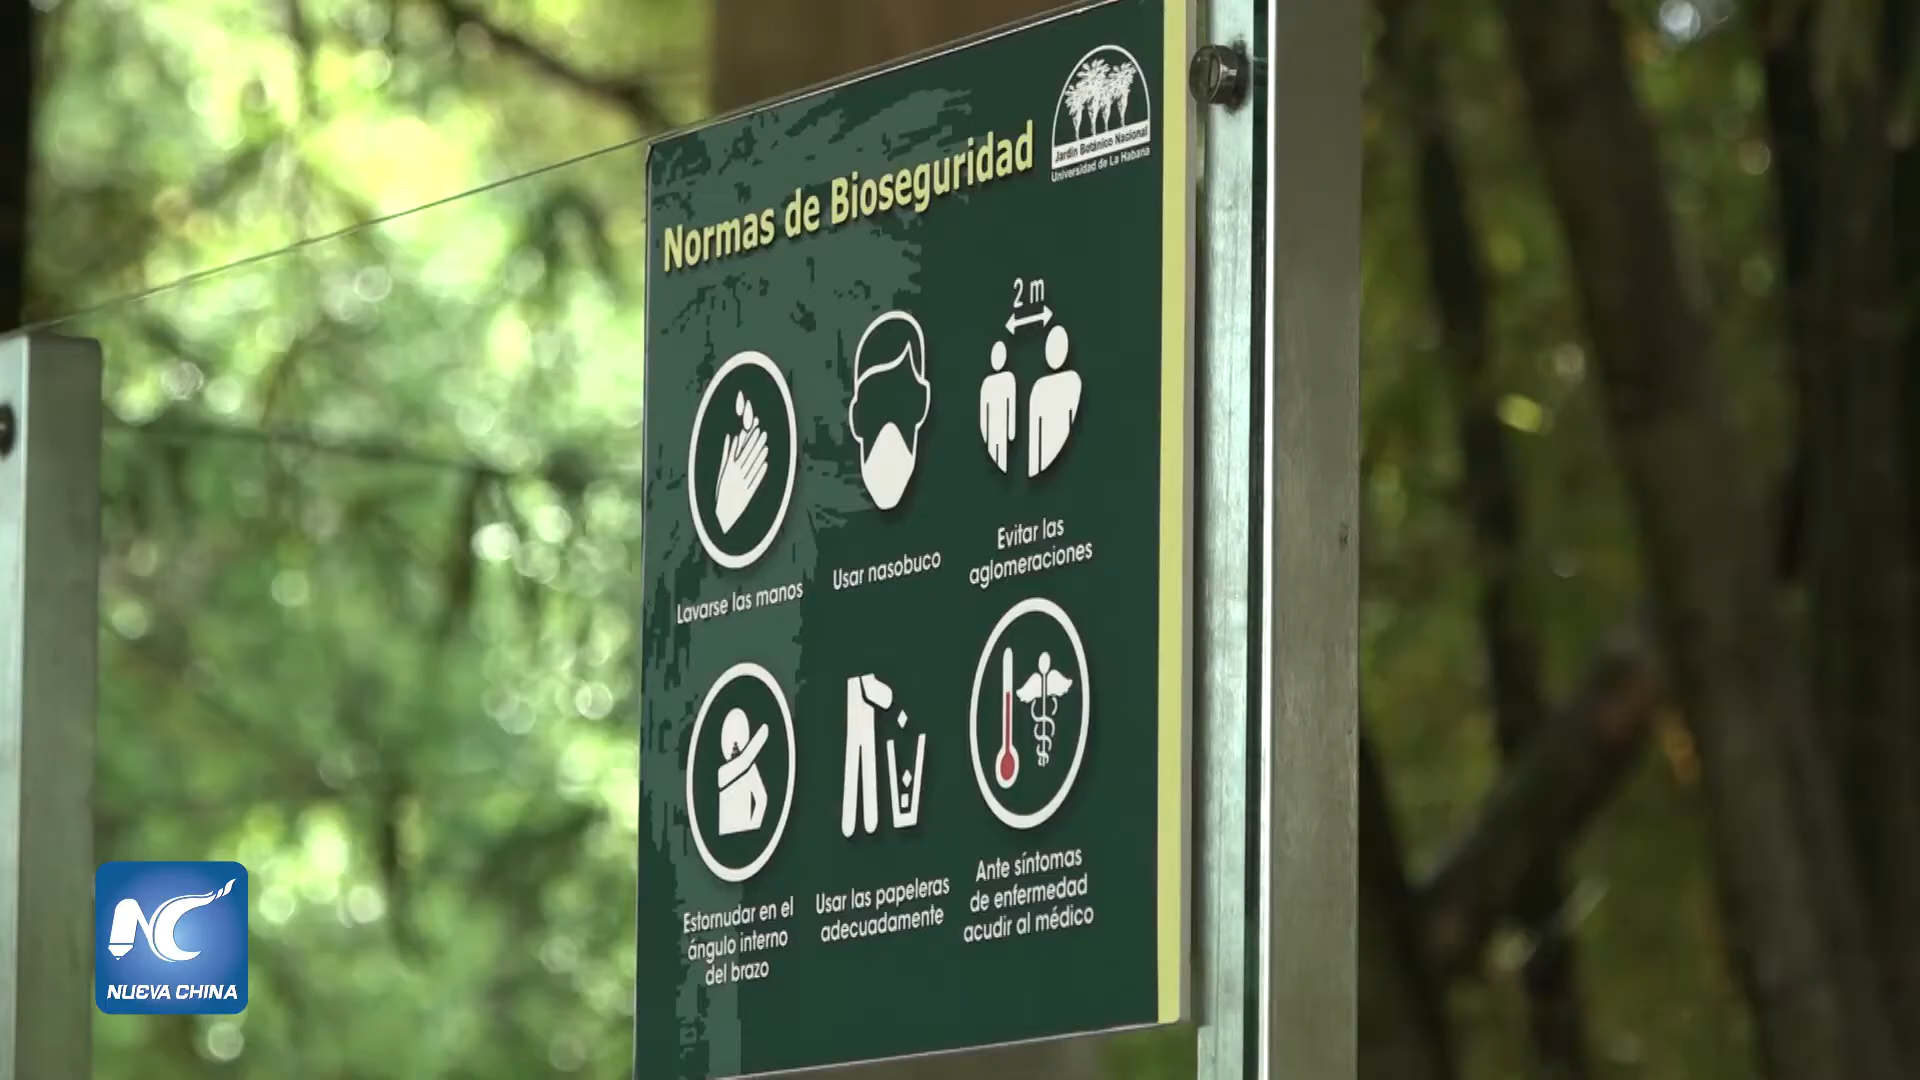 Jardín Botánico Nacional
Universidad de La Habana
Normas de Bioseguridad
2 m
Lavarse las manos
Usar nasobuco
Evitar las
aglomeraciones
Estornudar en el
ángulo interno
del brazo
Usar las papeleras
adecuadamente
Ante síntomas
de enfermedad
acudir al médico
NC
NUEVA CHINA